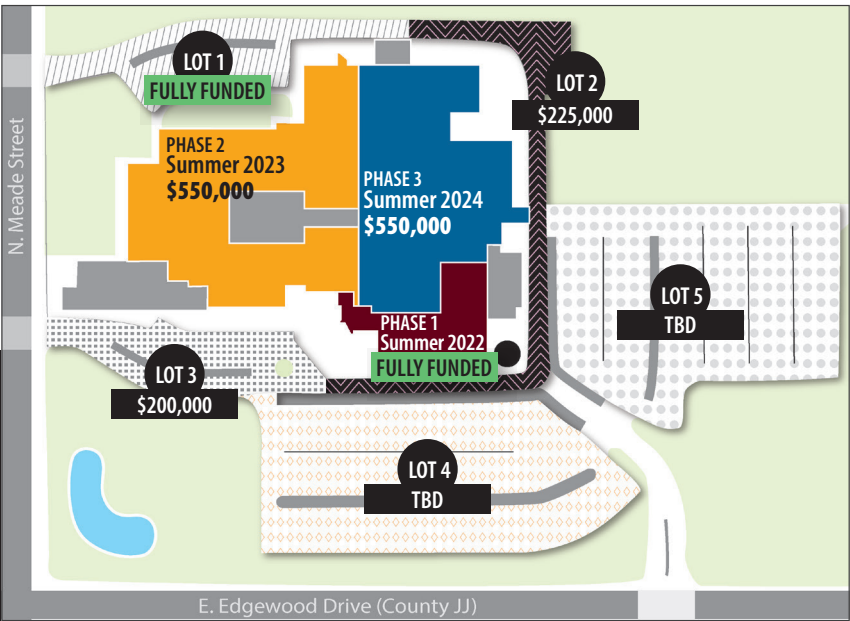 LOT 1
FULLY FUNDED
LOT 2
$225,000
N. Meade Street
PHASE 2
Summer 2023
$550,000
PHASE 3
Summer 2024
$550,000
LOT 5
TBD
PHASE 1
Summer 2022
FULLY FUNDED
LOT 3
$200,000
LOT 4
TBD
E. Edgewood Drive (County JJ)